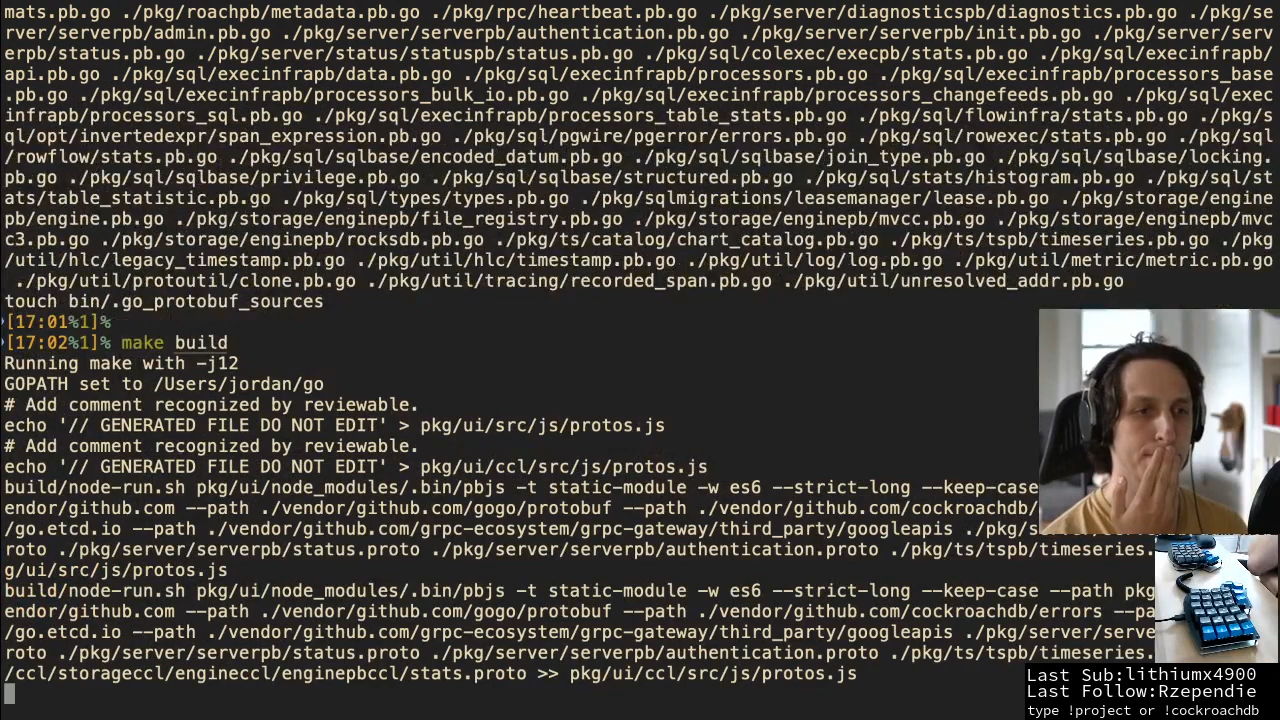 mats.pb.go ./pkg/roachpb/metadata.pb.go ./pkg/rpc/heartbeat.pb.go ./pkg/server/diagnosticspb/diagnostics.pb.go ./pkg/se
rver/serverpb/admin.pb.go ./pkg/server/serverpb/authentication.pb.go ./pkg/server/serverpb/init.pb.go ./pkg/server/serv
erpb/status.pb.go ./pkg/server/status/statuspb/status.pb.go ./pkg/sql/colexec/execpb/stats.pb.go ./pkg/sql/execinfrapb/
api.pb.go ./pkg/sql/execinfrapb/data.pb.go ./pkg/sql/execinfrapb/processors.pb.go ./pkg/sql/execinfrapb/processors_base
.pb.go ./pkg/sql/execinfrapb/processors_bulk_io.pb.go ./pkg/sql/execinfrapb/processors_changefeeds.pb.go ./pkg/sql/exec
infrapb/processors_sql.pb.go ./pkg/sql/execinfrapb/processors_table_stats.pb.go ./pkg/sql/flowinfra/stats.pb.go ./pkg/s
ql/opt/invertedexpr/span_expression.pb.go ./pkg/sql/pgwire/pgerror/errors.pb.go ./pkg/sql/rowexec/stats.pb.go ./pkg/sql
/rowflow/stats.pb.go ./pkg/sql/sqlbase/encoded_datum.pb.go ./pkg/sql/sqlbase/join_type.pb.go ./pkg/sql/sqlbase/locking.
pb.go ./pkg/sql/sqlbase/privilege.pb.go ./pkg/sql/sqlbase/structured.pb.go ./pkg/sql/stats/histogram.pb.go ./pkg/sql/st
ats/table_statistic.pb.go ./pkg/sql/types/types.pb.go ./pkg/sqlmigrations/leasemanager/lease.pb.go ./pkg/storage/engine
pb/engine.pb.go ./pkg/storage/enginepb/file_registry.pb.go ./pkg/storage/enginepb/mvcc.pb.go ./pkg/storage/enginepb/mvc
c3.pb.go ./pkg/storage/enginepb/rocksdb.pb.go ./pkg/ts/catalog/chart_catalog.pb.go ./pkg/ts/tspb/timeseries.pb.go ./pkg
/util/hlc/legacy_timestamp.pb.go ./pkg/util/hlc/timestamp.pb.go ./pkg/util/log/log.pb.go ./pkg/util/metric/metric.pb.go
./pkg/util/protoutil/clone.pb.go ./pkg/util/tracing/recorded_span.pb.go ./pkg/util/unresolved_addr.pb.go
touch bin/.go_protobuf_sources
[17:01%1]%
[17:02%1]% make build
Running make with -j12
GOPATH set to /Users/jordan/go
# Add comment recognized by reviewable.
echo '// GENERATED FILE DO NOT EDIT' > pkg/ui/src/js/protos.js
# Add comment recognized by reviewable.
echo '// GENERATED FILE DO NOT EDIT' > pkg/ui/ccl/src/js/protos.js
build/node-run.sh pkg/ui/node_modules/.bin/pbjs -t static-module -w es6 --strict-long --keep-case
endor/github.com --path ./vendor/github.com/gogo/protobuf --path ./vendor/github.com/cockroachdb/
/go.etcd.io --path ./vendor/github.com/grpc-ecosystem/grpc-gateway/third_party/googleapis ./pkg/s
roto ./pkg/server/serverpb/status.proto ./pkg/server/serverpb/authentication.proto ./pkg/ts/tspb/timeseries.
g/ui/src/js/protos.js
build/node-run.sh pkg/ui/node_modules/.bin/pbjs -t static-module -w es6 --strict-long --keep-case --path pkg
endor/github.com --path ./vendor/github.com/gogo/protobuf --path ./vendor/github.com/cockroachdb/errors --pa
/go.etcd.io --path ./vendor/github.com/grpc-ecosystem/grpc-gateway/third_party/googleapis ./pkg/server/serve
roto ./pkg/server/serverpb/status.proto ./pkg/server/serverpb/authentication.proto ./pkg/ts/tspb/timeseries.
/ccl/storageccl/engineccl/enginepbccl/stats.proto >> pkg/ui/ccl/src/js/protos.js
Last Sub:lithiumx4900
Last Follow:Rzependie
type !project or !cockroachdb